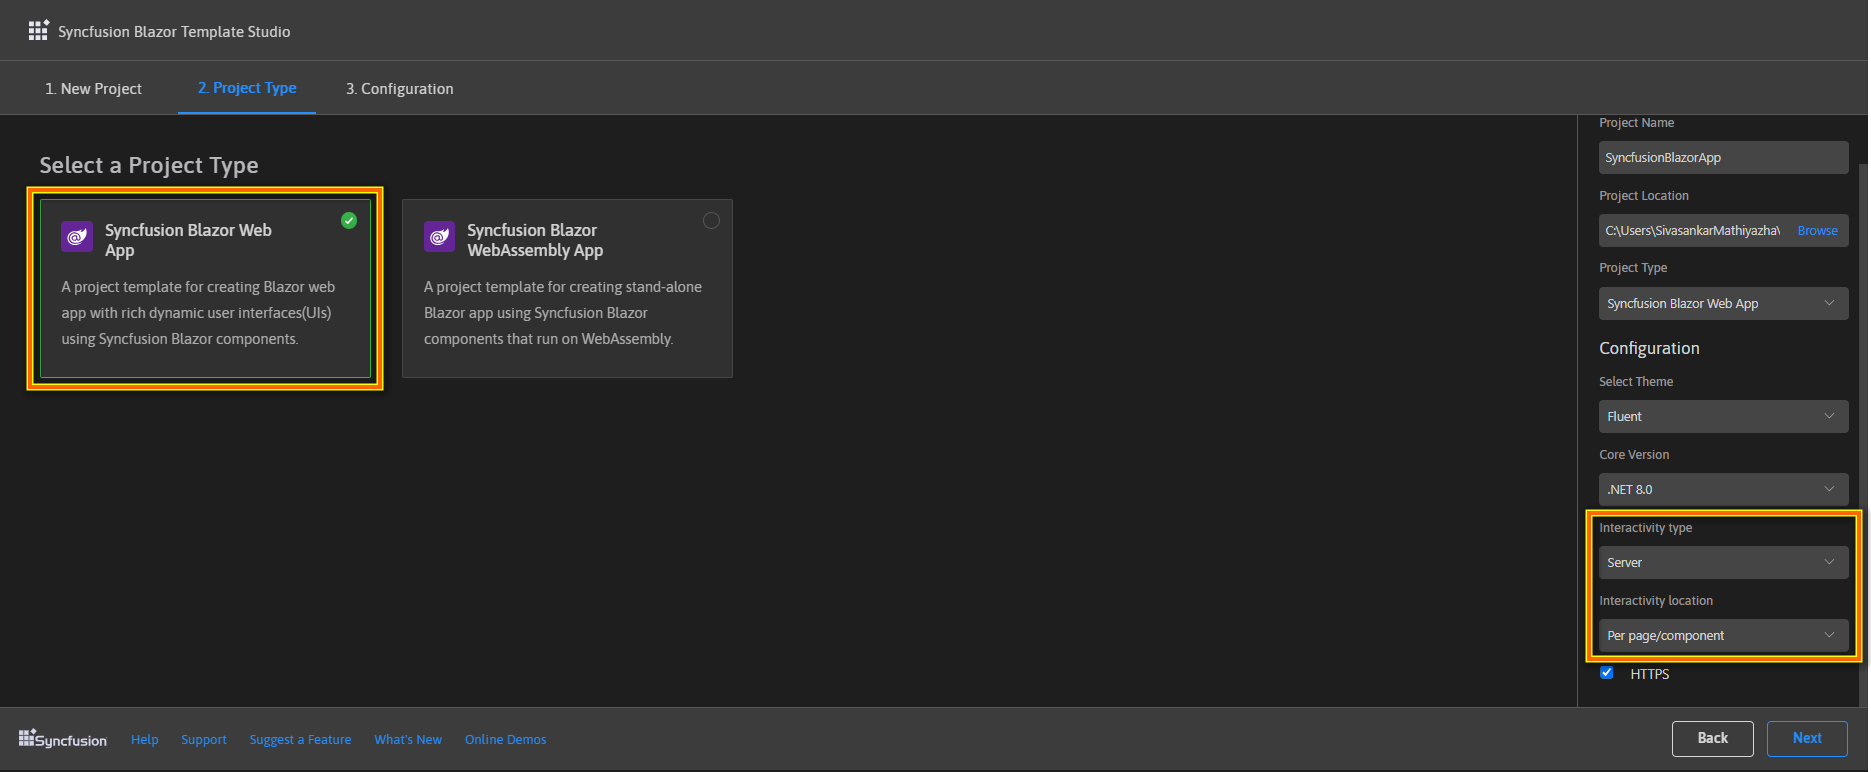 Syncfusion Blazor Template Studio
1. New Project
2. Project Type
3. Configuration
Select a Project Type
Syncfusion Blazor Web
App
A project template for creating Blazor web
app with rich dynamic user interfaces(UIs)
using Syncfusion Blazor components.
Syncfusion Blazor
WebAssembly App
A project template for creating stand-alone
Blazor app using Syncfusion Blazor
components that run on WebAssembly.
Project Name
SyncfusionBlazorApp
Project Location
C:\Users\SivasankarMathiyazha\
Browse
Project Type
Syncfusion Blazor Web App
Configuration
Select Theme
Fluent
Core Version
.NET 8.0
Interactivity type
Server
Interactivity location
Per page/component
HTTPS
Syncfusion
Help
Support
Suggest a Feature
What's New
Online Demos
Back
Next